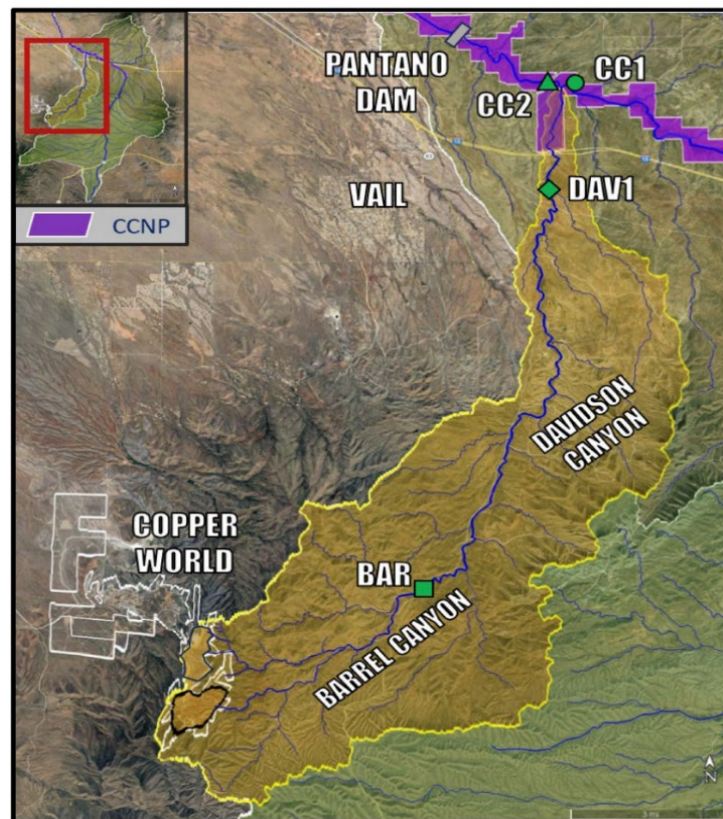 PANTANO
DAM
CC1
CC2
CCNP
VAIL
DAV1
DAVIDSON
CANYON
COPPER
WORLD
BAR
BARREL CANYON
N